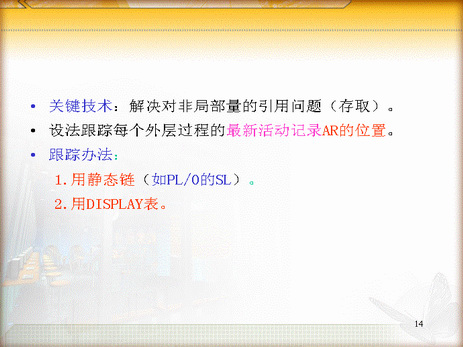 • 关键技术：解决对非局部量的引用问题（存取）。
• 设法跟踪每个外层过程的最新活动记录AR的位置。
• 跟踪办法：
1.用静态链（如PL/0的SL）。
2.用DISPLAY表。
14